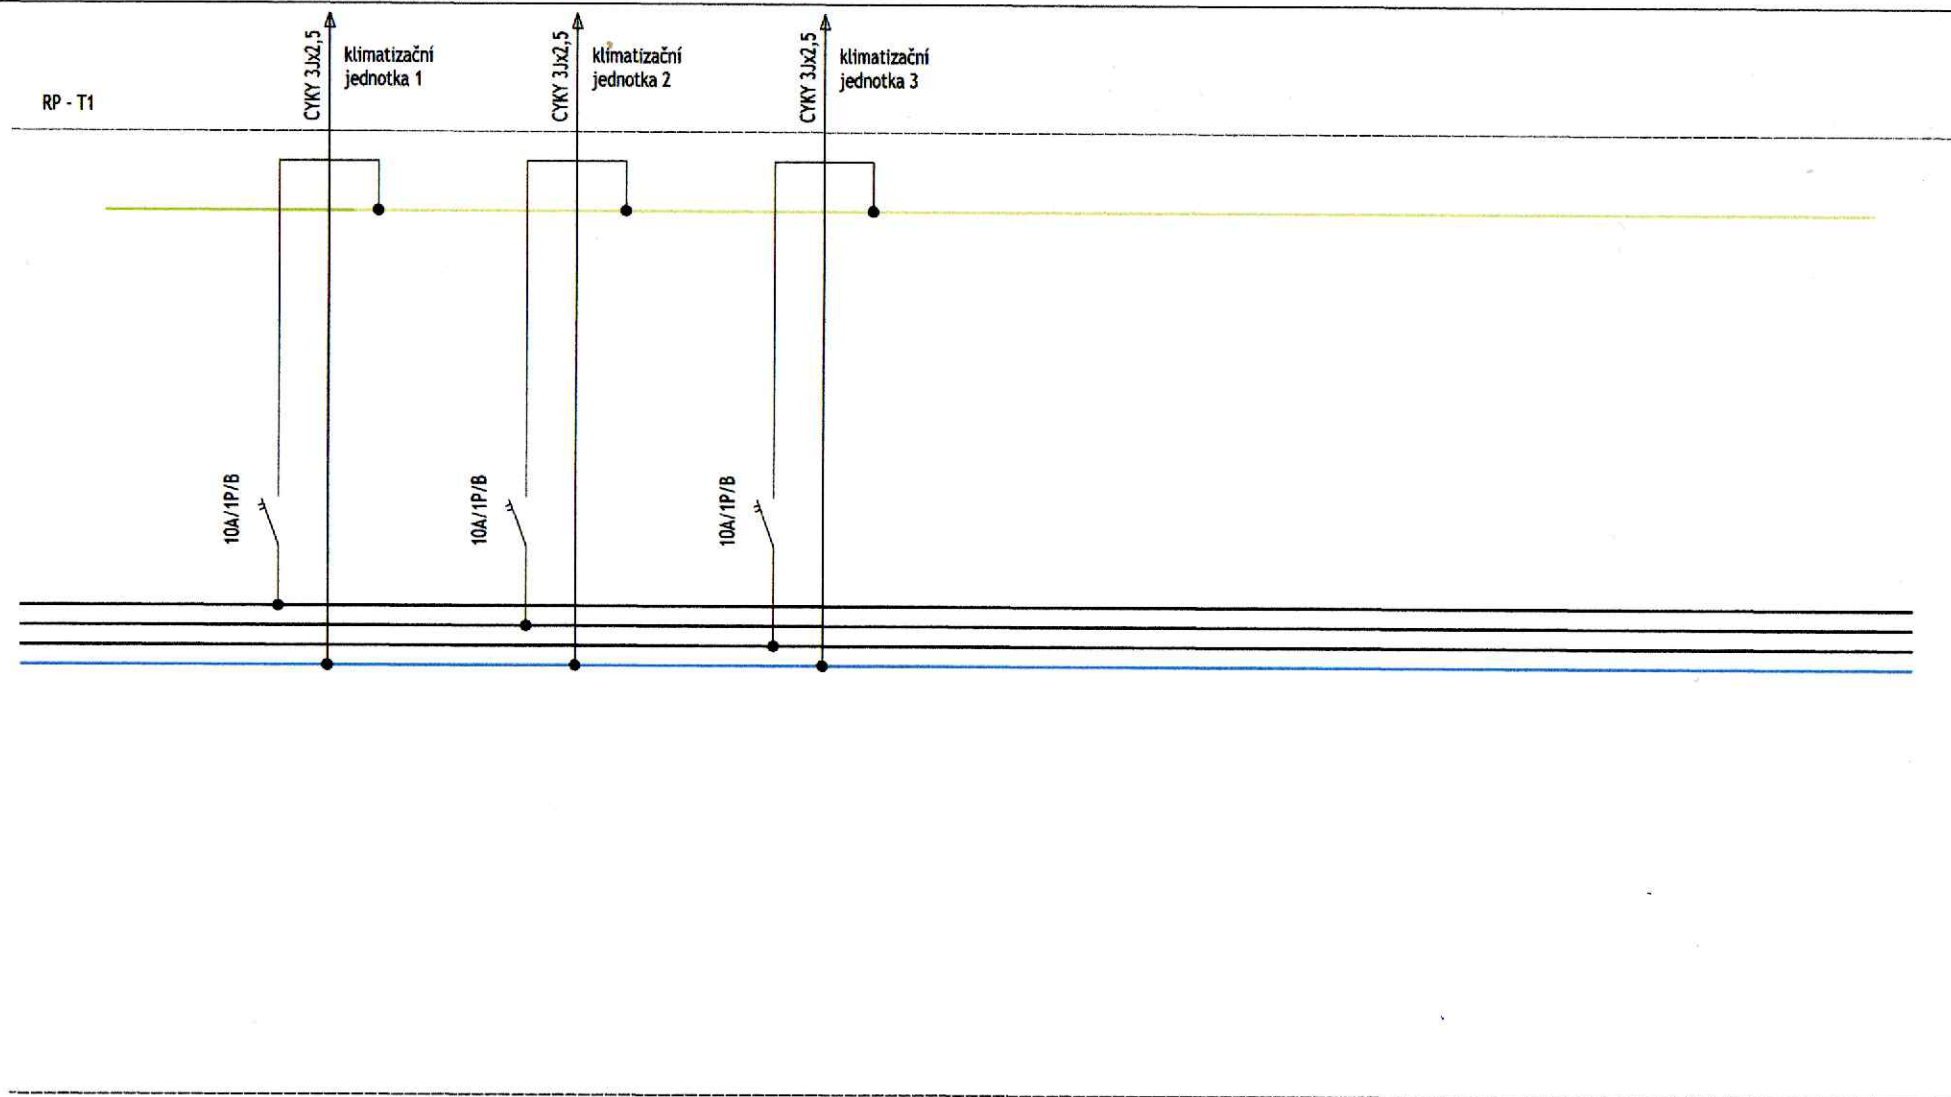 CYKY 3Jx2,5
klimatizační
jednotka 1
CYKY 3Jx2,5
klimatizační
jednotka 2
CYKY 3Jx2,5
klimatizační
jednotka 3
RP - T1
10A/1P/B
10A/1P/B
10A/1P/B